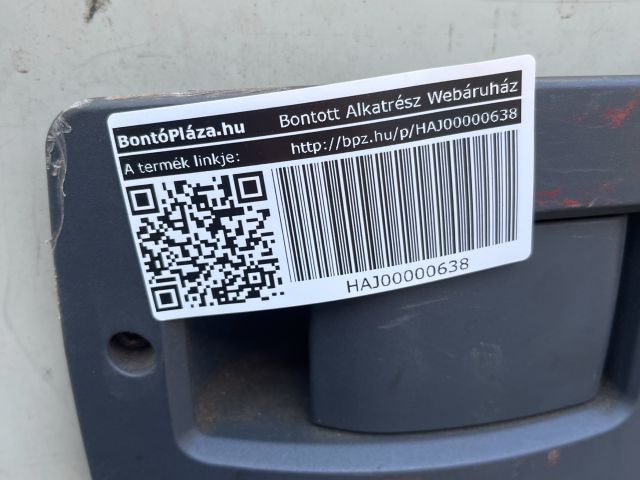 BontóPláza.hu Bontott Alkatrész Webáruház
A termék linkje: http://bpz.hu/p/HAJ00000638
HAJ00000638